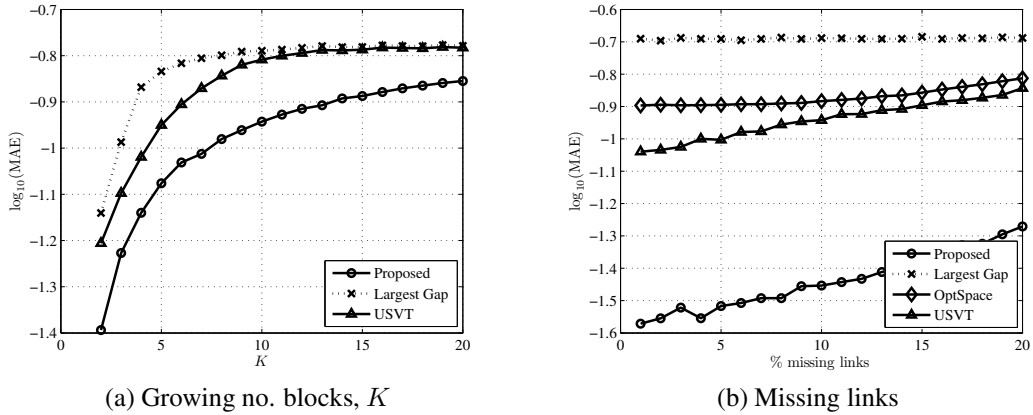 −0.7
−0.8
−0.9
−1
−1.1
−1.2
−1.3
−1.4
log10(MAE)
0
5
10
15
20
K
Proposed
Largest Gap
USVT
(a) Growing no. blocks, K
−0.6
−0.7
−0.8
−0.9
−1
−1.1
−1.2
−1.3
−1.4
−1.5
−1.6
log10(MAE)
0
5
10
15
20
% missing links
Proposed
Largest Gap
OptSpace
USVT
(b) Missing links